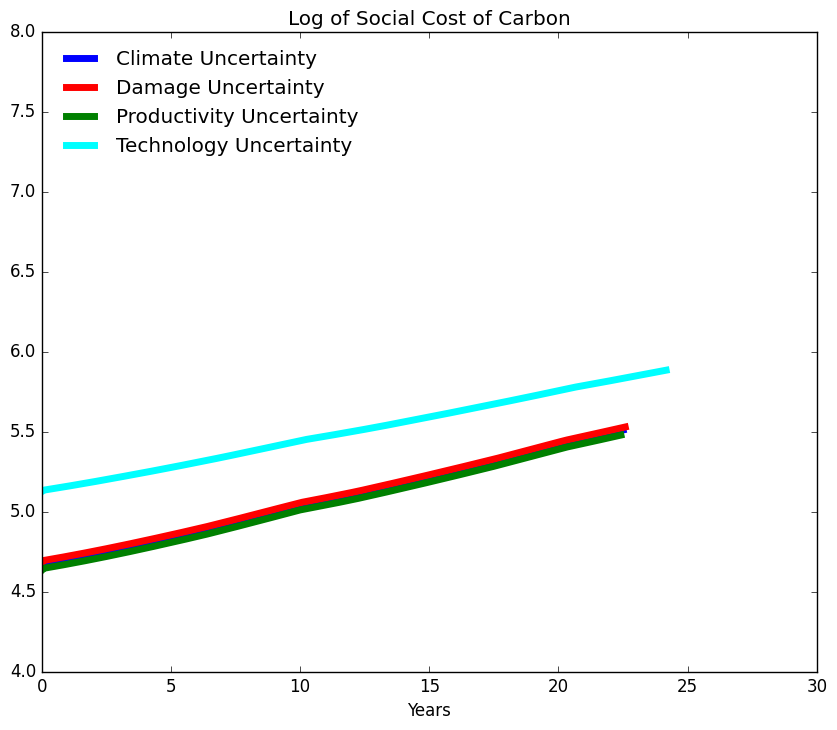 Log of Social Cost of Carbon
8.0
Climate Uncertainty
Damage Uncertainty
7.5
Productivity Uncertainty
Technology Uncertainty
7.0
6.5
6.0
5.5
5.0
4.5
4.0
0 5 10 15 20 25 30
Years